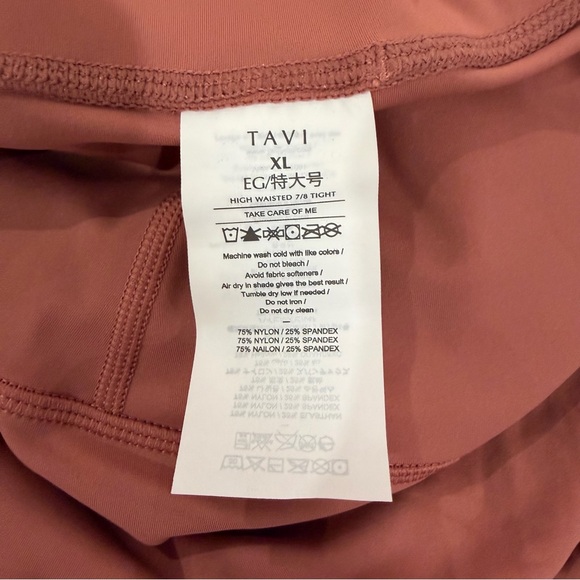 TAVI
XL
EG/特大号
HIGH WAISTED 7/8 TIGHT
TAKE CARE OF ME
Machine wash cold with like colors /
Do not bleach /
Avoid fabric softeners /
Air dry in shade gives the best result /
Tumble dry low if needed /
Do not iron /
Do not dry clean
–
75% NYLON / 25% SPANDEX
75% NYLON / 25% SPANDEX
75% NAILON / 25% SPANDEX